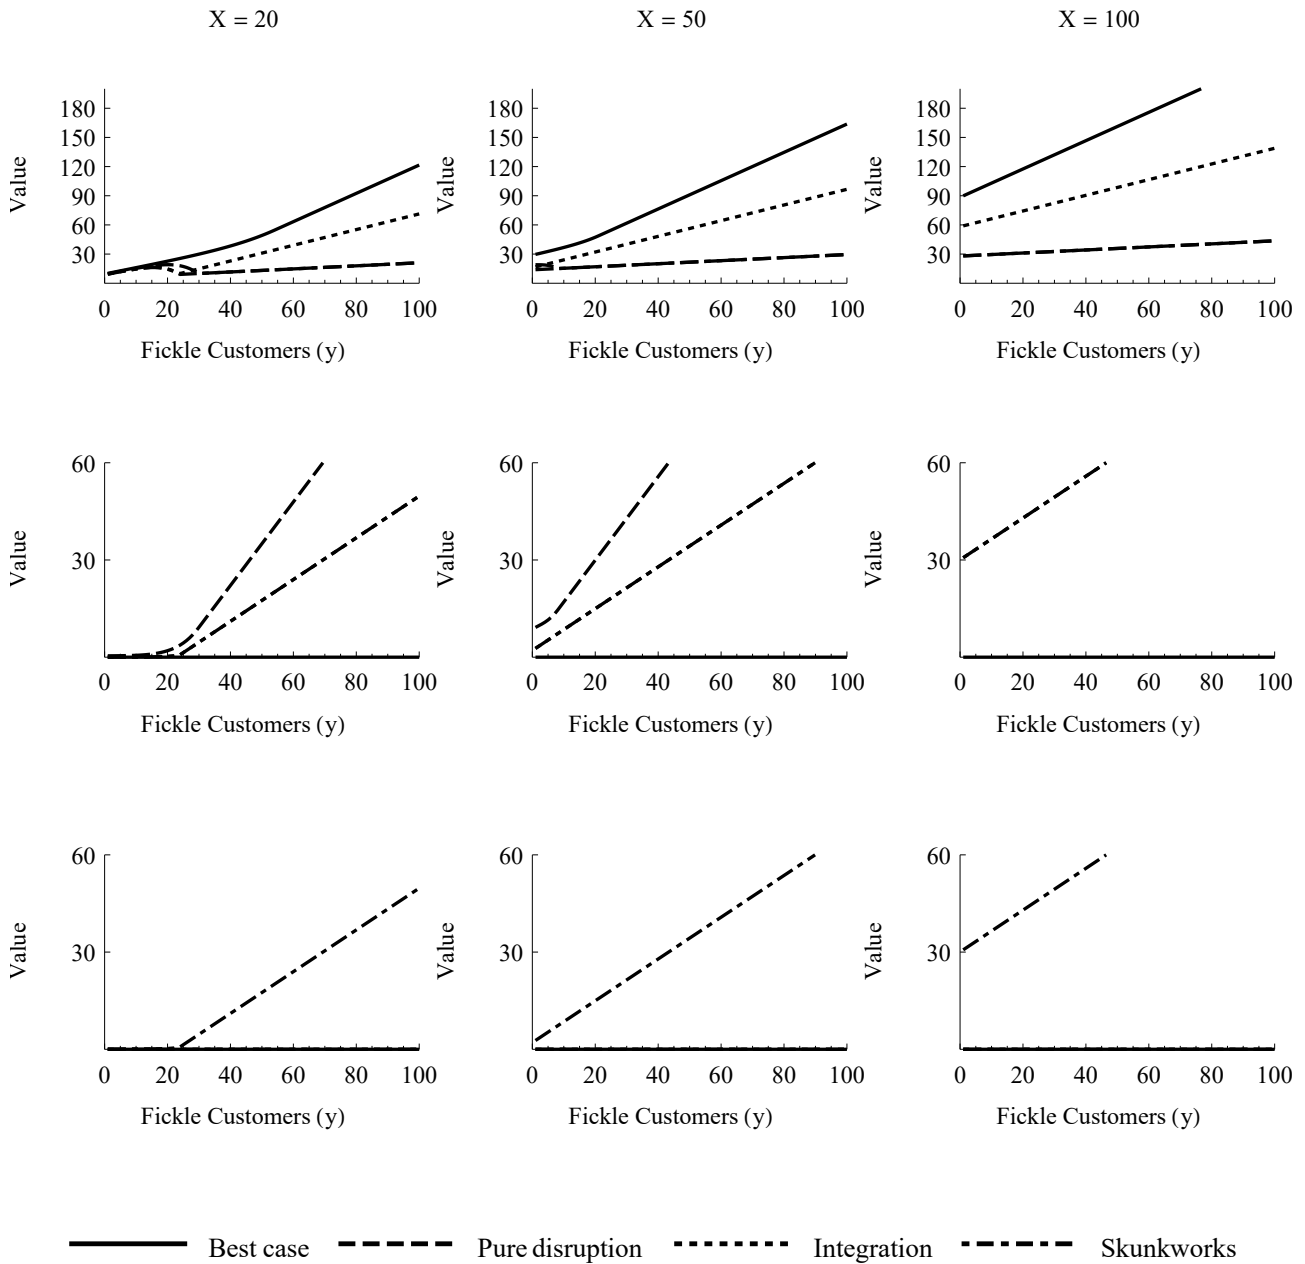 X = 20 X = 50 X = 100
180 180 180
150 150 150
120 120 120
90 90 90
60 60 60
30 30 30
Value Value Value
0 20 40 60 80 100 0 20 40 60 80 100 0 20 40 60 80 100
Fickle Customers (y) Fickle Customers (y) Fickle Customers (y)
60 60 60
30 30 30
Value Value Value
0 20 40 60 80 100 0 20 40 60 80 100 0 20 40 60 80 100
Fickle Customers (y) Fickle Customers (y) Fickle Customers (y)
60 60 60
30 30 30
Value Value Value
0 20 40 60 80 100 0 20 40 60 80 100 0 20 40 60 80 100
Fickle Customers (y) Fickle Customers (y) Fickle Customers (y)
Best case Pure disruption Integration Skunkworks